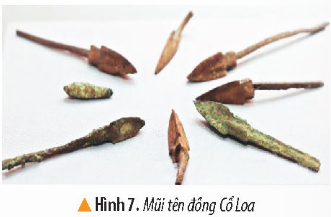 Hình 7. Mũi tên đồng Cổ Loa